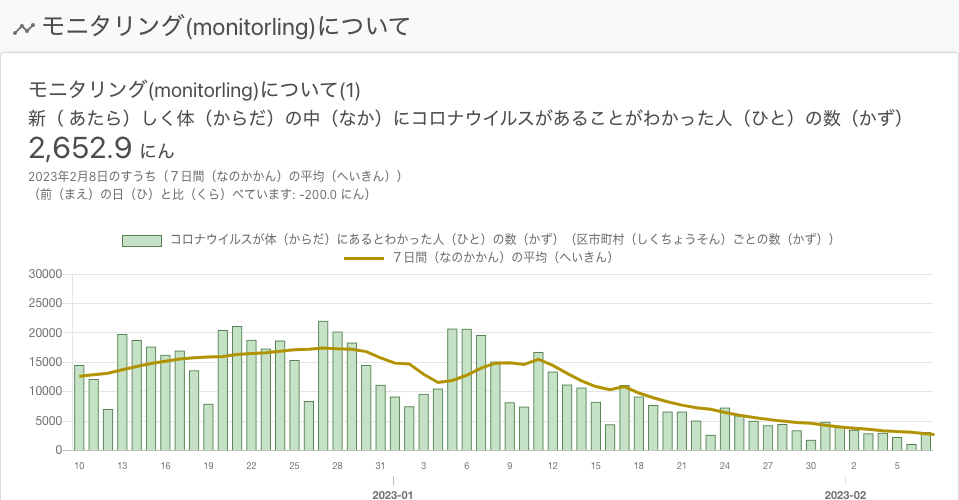 モニタリング(monitorling)について
モニタリング(monitorling)について(1)
新（ あたら）しく体（からだ）の中（なか）にコロナウイルスがあることがわかった人（ひと）の数（かず）
2,652.9 にん
2023年2月8日のすうち（７日間（なのかかん）の平均（へいきん））
（前（まえ）の日（ひ）と比（くら）べています: -200.0 にん）
コロナウイルスが体（からだ）にあるとわかった人（ひと）の数（かず）（区市町村（しくちょうそん）ごとの数（かず））
７日間（なのかかん）の平均（へいきん）
30000
25000
20000
15000
10000
5000
0
10 13 16 19 22 25 28 31 3 6 9 12 15 18 21 24 27 30 2 5
2023-01 2023-02